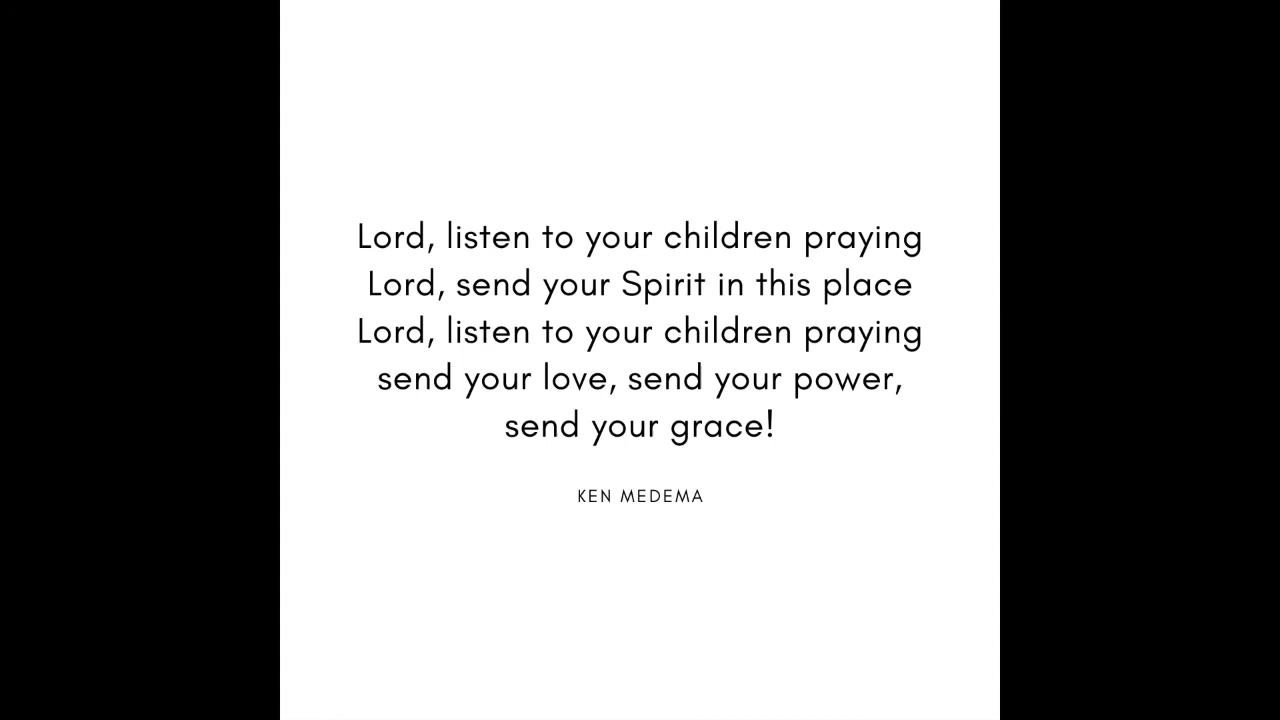 Lord, listen to your children praying
Lord, send your Spirit in this place
Lord, listen to your children praying
send your love, send your power,
send your grace!
KEN MEDEMA